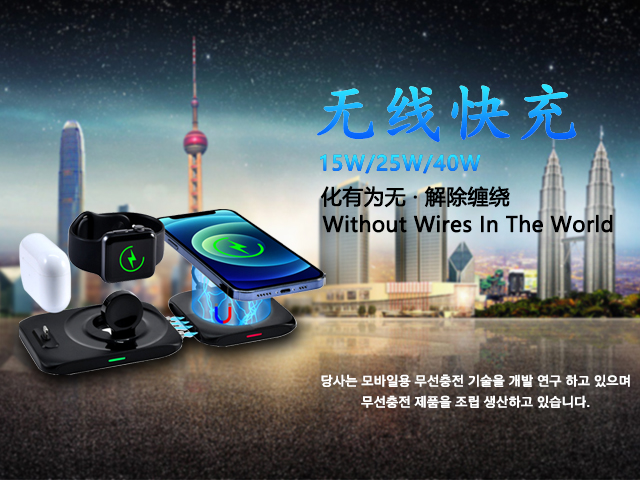 无线快充
15W/25W/40W
化有为无·解除缠绕
Without Wires In The World
당사는 모바일용 무선충전 기술을 개발 연구 하고 있으며
무선충전 제품을 조립 생산하고 있습니다.